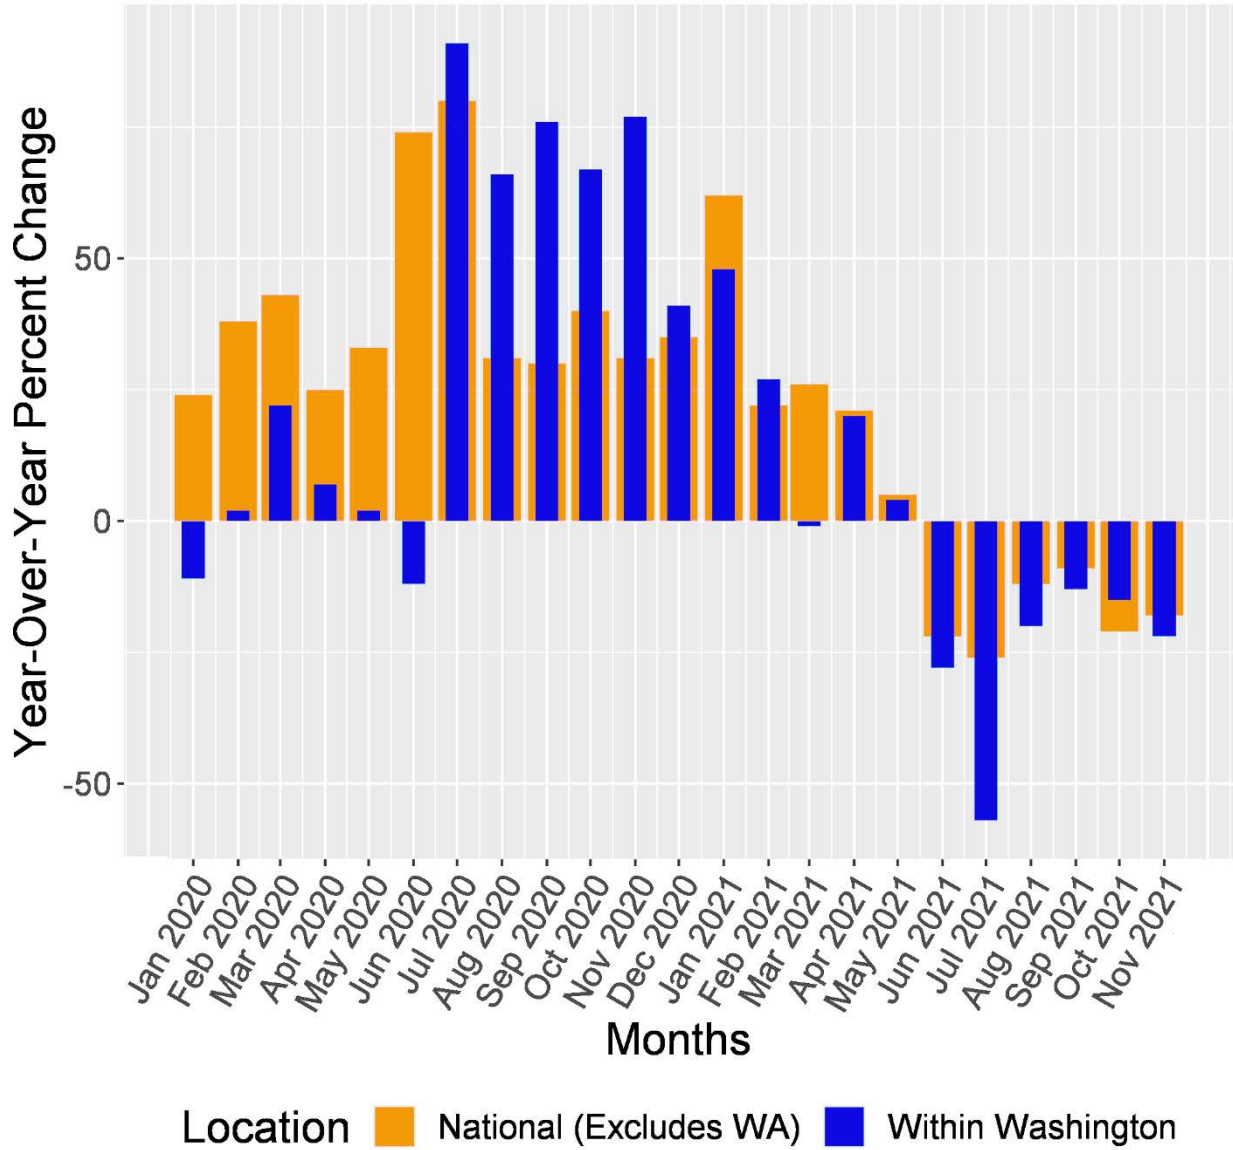 Year-Over-Year Percent Change
50
0
-50
Jan 2020
Feb 2020
Mar 2020
Apr 2020
May 2020
Jun 2020
Jul 2020
Aug 2020
Sep 2020
Oct 2020
Nov 2020
Dec 2020
Jan 2021
Feb 2021
Mar 2021
Apr 2021
May 2021
Jun 2021
Jul 2021
Aug 2021
Sep 2021
Oct 2021
Nov 2021
Months
Location National (Excludes WA) Within Washington